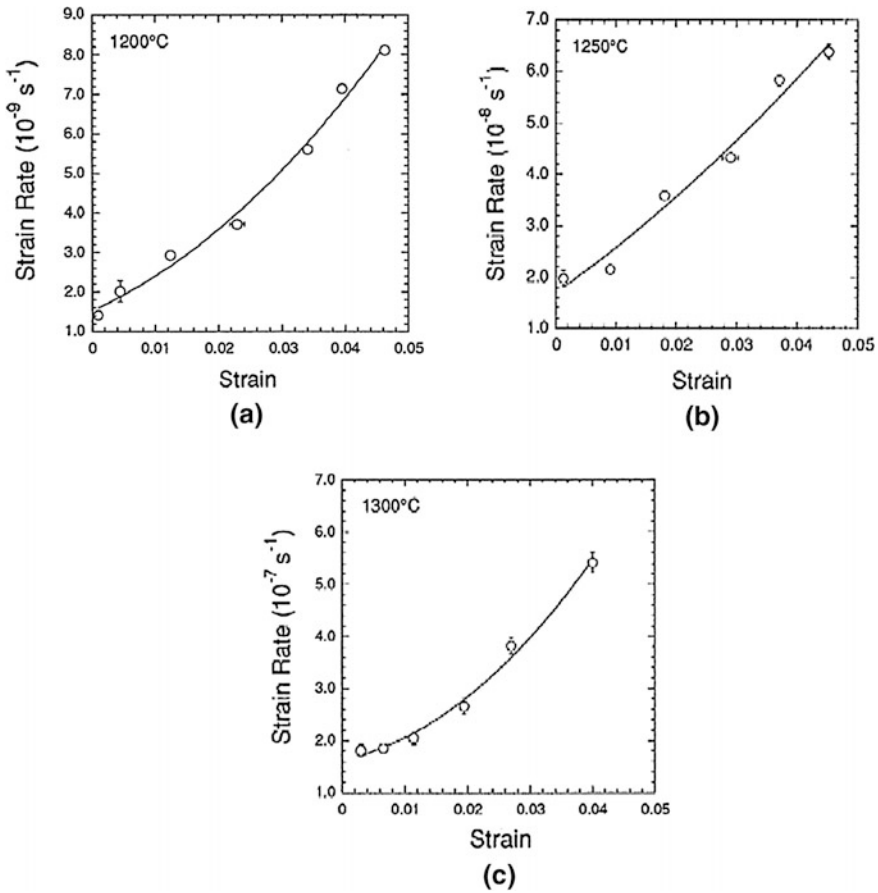 1200°C
Strain Rate (10⁻⁹ s⁻¹)
9.0
8.0
7.0
6.0
5.0
4.0
3.0
2.0
1.0
0 0.01 0.02 0.03 0.04 0.05
Strain
(a)
1250°C
Strain Rate (10⁻⁸ s⁻¹)
7.0
6.0
5.0
4.0
3.0
2.0
1.0
0 0.01 0.02 0.03 0.04 0.05
Strain
(b)
1300°C
Strain Rate (10⁻⁷ s⁻¹)
7.0
6.0
5.0
4.0
3.0
2.0
1.0
0 0.01 0.02 0.03 0.04 0.05
Strain
(c)